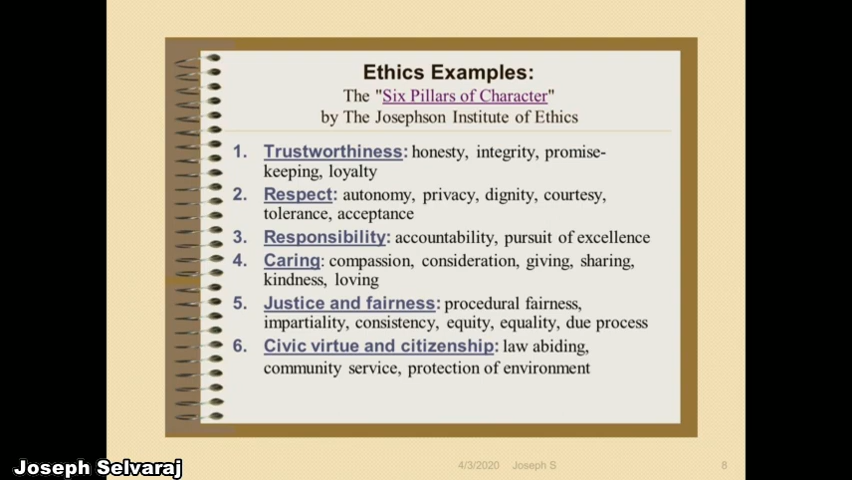 Ethics Examples:
The "Six Pillars of Character"
by The Josephson Institute of Ethics
1. Trustworthiness: honesty, integrity, promise-
keeping, loyalty
2. Respect: autonomy, privacy, dignity, courtesy,
tolerance, acceptance
3. Responsibility: accountability, pursuit of excellence
4. Caring: compassion, consideration, giving, sharing,
kindness, loving
5. Justice and fairness: procedural fairness,
impartiality, consistency, equity, equality, due process
6. Civic virtue and citizenship: law abiding,
community service, protection of environment
4/3/2020 Joseph S 8
Joseph Selvaraj